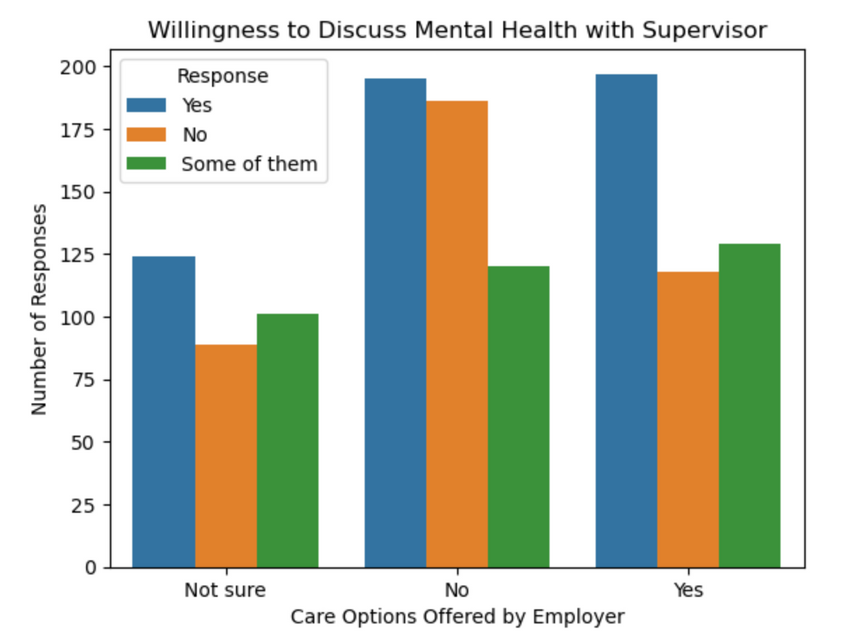 Willingness to Discuss Mental Health with Supervisor
Response
Yes
No
Some of them
200
175
150
125
100
75
50
25
0
Number of Responses
Not sure
No
Yes
Care Options Offered by Employer